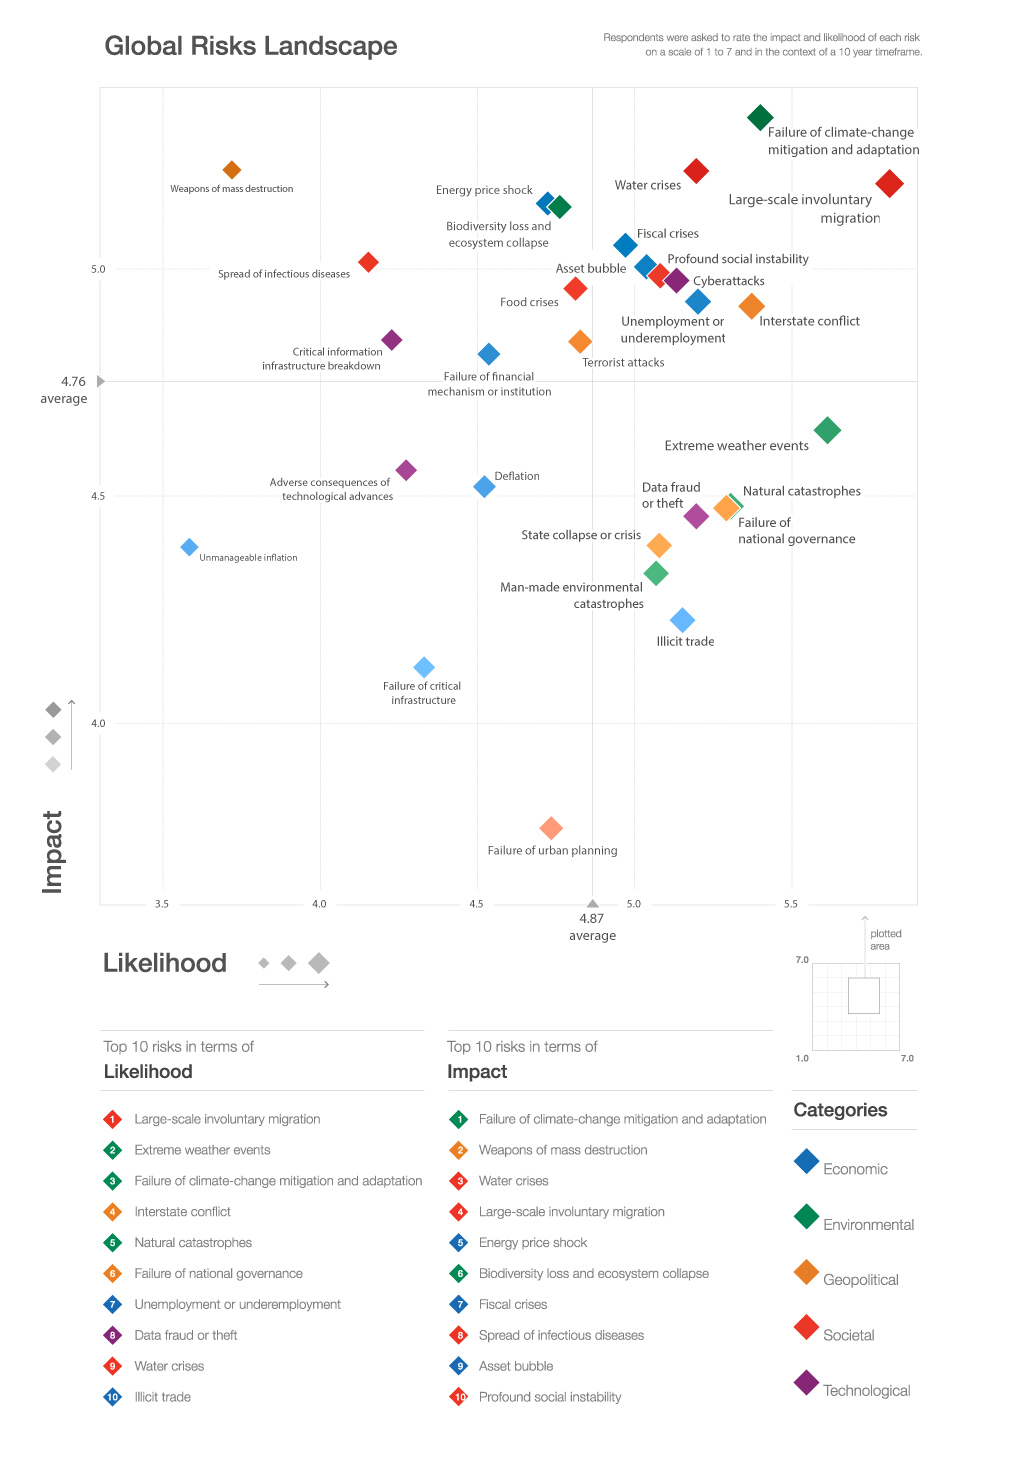 Global Risks Landscape
Respondents were asked to rate the impact and likelihood of each risk
on a scale of 1 to 7 and in the context of a 10 year timeframe.
Failure of climate-change
mitigation and adaptation
Water crises
Weapons of mass destruction
Energy price shock
Large-scale involuntary
migration
Biodiversity loss and
ecosystem collapse
Fiscal crises
Profound social instability
5.0
Spread of infectious diseases
Asset bubble
Cyberattacks
Food crises
Unemployment or
underemployment
Interstate conflict
Critical information
infrastructure breakdown
Terrorist attacks
Failure of financial
mechanism or institution
4.76
average
Extreme weather events
Adverse consequences of
technological advances
Deflation
Data fraud
or theft
Natural catastrophes
4.5
Failure of
national governance
State collapse or crisis
Unmanageable inflation
Man-made environmental
catastrophes
Illicit trade
Failure of critical
infrastructure
4.0
Impact
Failure of urban planning
3.5
4.0
4.5
5.0
5.5
4.87
average
Likelihood
plotted
area
7.0
1.0
7.0
Top 10 risks in terms of
Likelihood
1 Large-scale involuntary migration
2 Extreme weather events
3 Failure of climate-change mitigation and adaptation
4 Interstate conflict
5 Natural catastrophes
6 Failure of national governance
7 Unemployment or underemployment
8 Data fraud or theft
9 Water crises
10 Illicit trade
Top 10 risks in terms of
Impact
1 Failure of climate-change mitigation and adaptation
2 Weapons of mass destruction
3 Water crises
4 Large-scale involuntary migration
5 Energy price shock
6 Biodiversity loss and ecosystem collapse
7 Fiscal crises
8 Spread of infectious diseases
9 Asset bubble
10 Profound social instability
Categories
Economic
Environmental
Geopolitical
Societal
Technological